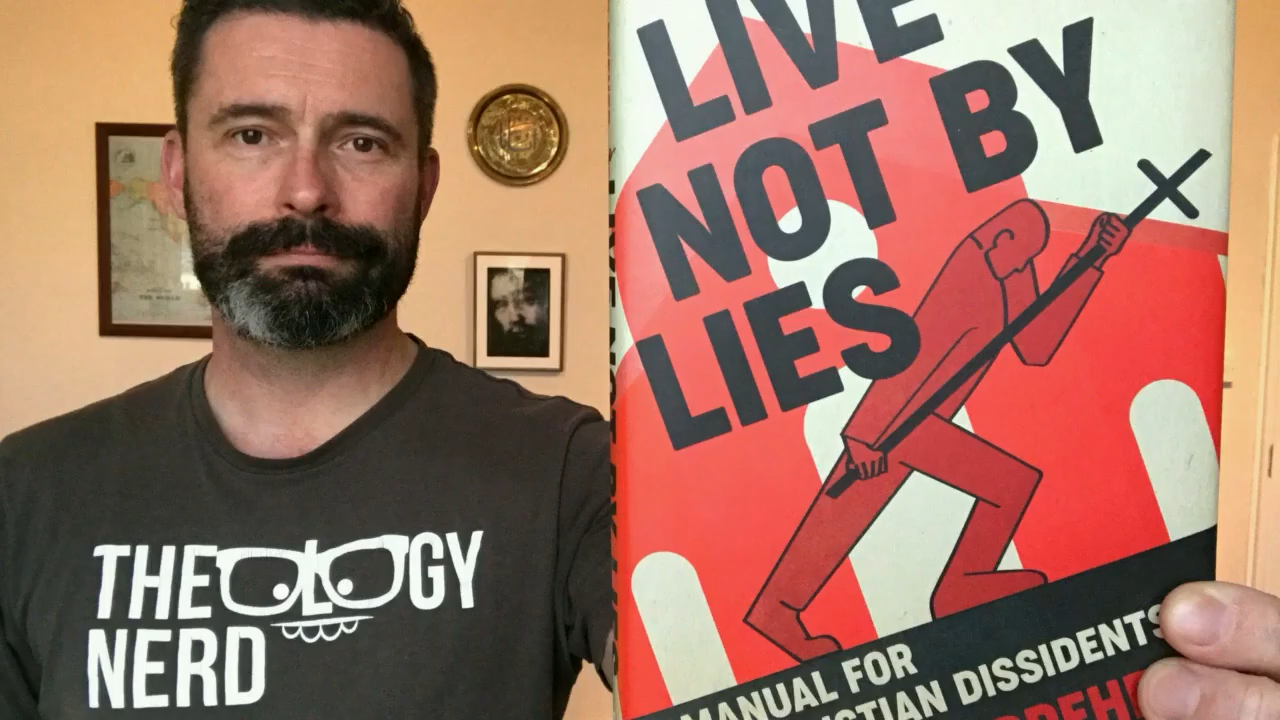 THEOLOGY
NERD
LIVE
NOT BY
LIES
MANUAL FOR
CHRISTIAN DISSIDENTS